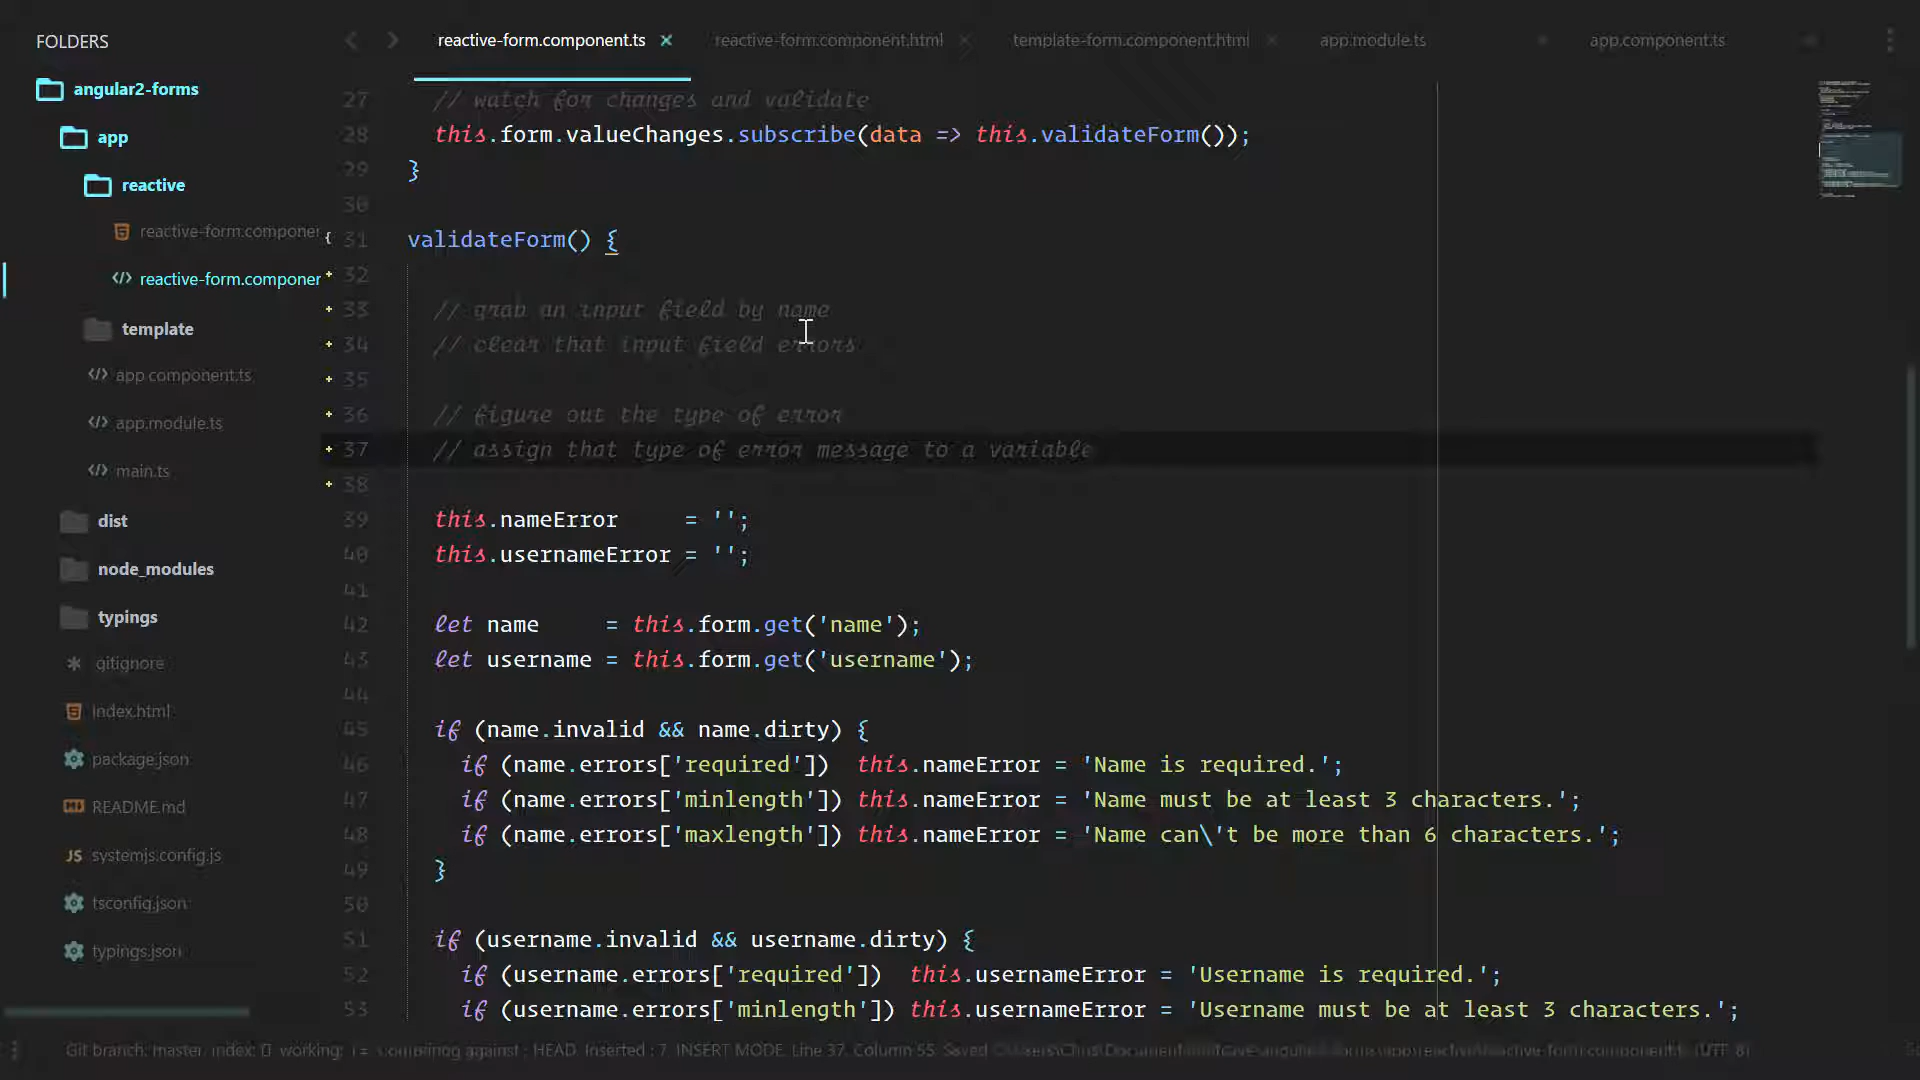 FOLDERS
angular2-forms
app
reactive
reactive-form.componen
reactive-form.componen
template
app.component.ts
app.module.ts
main.ts
dist
node_modules
typings
.gitignore
index.html
package.json
README.md
systemjs.config.js
tsconfig.json
typings.json
reactive-form.component.ts
reactive-form.component.html
template-form.component.html
app.module.ts
app.component.ts
27 // watch for changes and validate
28 this.form.valueChanges.subscribe(data => this.validateForm());
29 }
30
31 validateForm() {
32
33 // grab an input field by name
34 // clear that input field errors
35
36 // figure out the type of error
37 // assign that type of error message to a variable
38
39 this.nameError     = '';
40 this.usernameError = '';
41
42 let name     = this.form.get('name');
43 let username = this.form.get('username');
44
45 if (name.invalid && name.dirty) {
46 if (name.errors['required'])  this.nameError = 'Name is required.';
47 if (name.errors['minlength']) this.nameError = 'Name must be at least 3 characters.';
48 if (name.errors['maxlength']) this.nameError = 'Name can\'t be more than 6 characters.';
49 }
50
51 if (username.invalid && username.dirty) {
52 if (username.errors['required'])  this.usernameError = 'Username is required.';
53 if (username.errors['minlength']) this.usernameError = 'Username must be at least 3 characters.';
Git branch: master, index: working: Comparing against: HEAD, Inserted: 7, INSERT MODE, Line 37, Column 55, Saved (UTF 8)